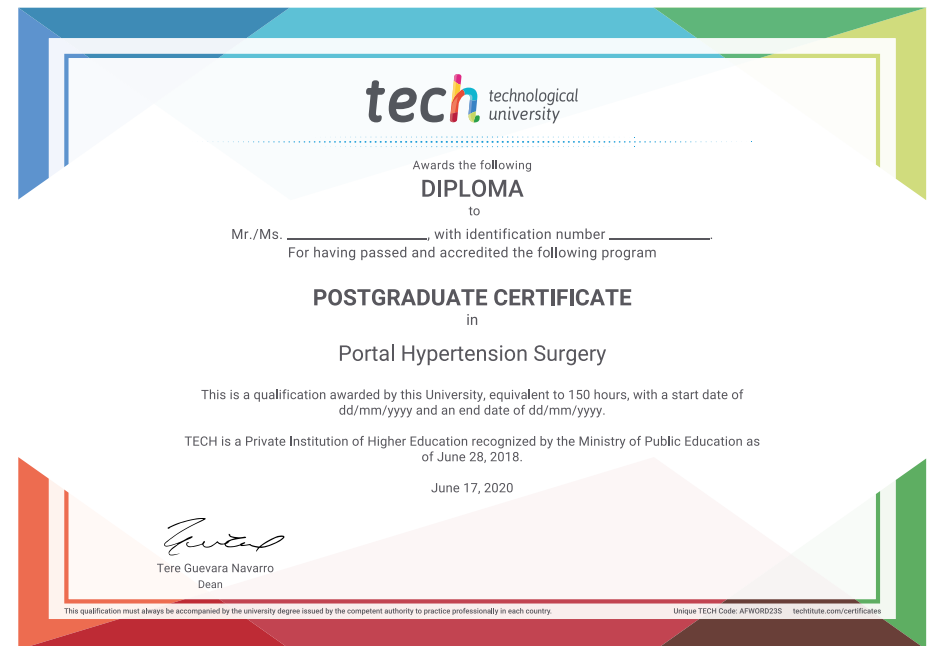 tech technological
university
Awards the following
DIPLOMA
to
Mr./Ms. ____________________, with identification number ______________.
For having passed and accredited the following program
POSTGRADUATE CERTIFICATE
in
Portal Hypertension Surgery
This is a qualification awarded by this University, equivalent to 150 hours, with a start date of
dd/mm/yyyy and an end date of dd/mm/yyyy.
TECH is a Private Institution of Higher Education recognized by the Ministry of Public Education as
of June 28, 2018.
June 17, 2020
Tere Guevara Navarro
Dean
This qualification must always be accompanied by the university degree issued by the competent authority to practice professionally in each country.
Unique TECH Code: AFWORD23S techtitute.com/certificates